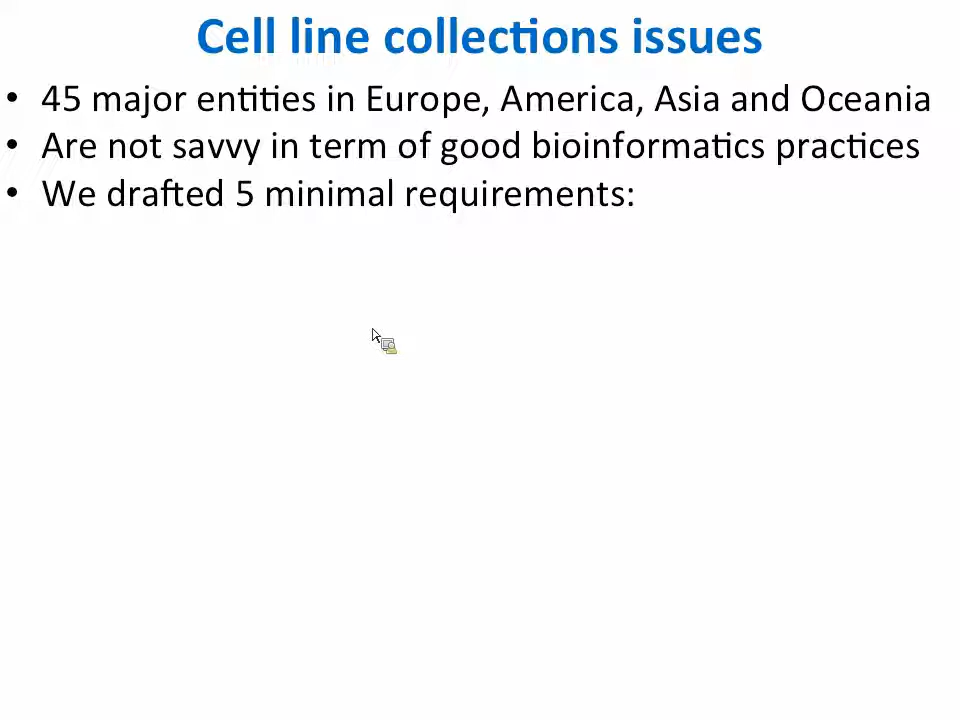 Cell line collections issues
• 45 major entities in Europe, America, Asia and Oceania
• Are not savvy in term of good bioinformatics practices
• We drafted 5 minimal requirements: